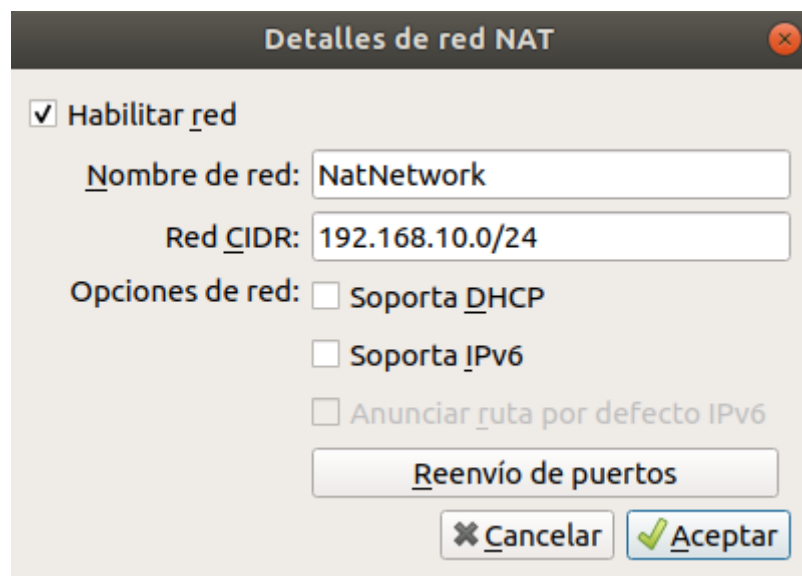 Detalles de red NAT
Habilitar red
Nombre de red: NatNetwork
Red CIDR: 192.168.10.0/24
Opciones de red: Soporta DHCP
Soporta IPv6
Anunciar ruta por defecto IPv6
Reenvío de puertos
Cancelar Aceptar